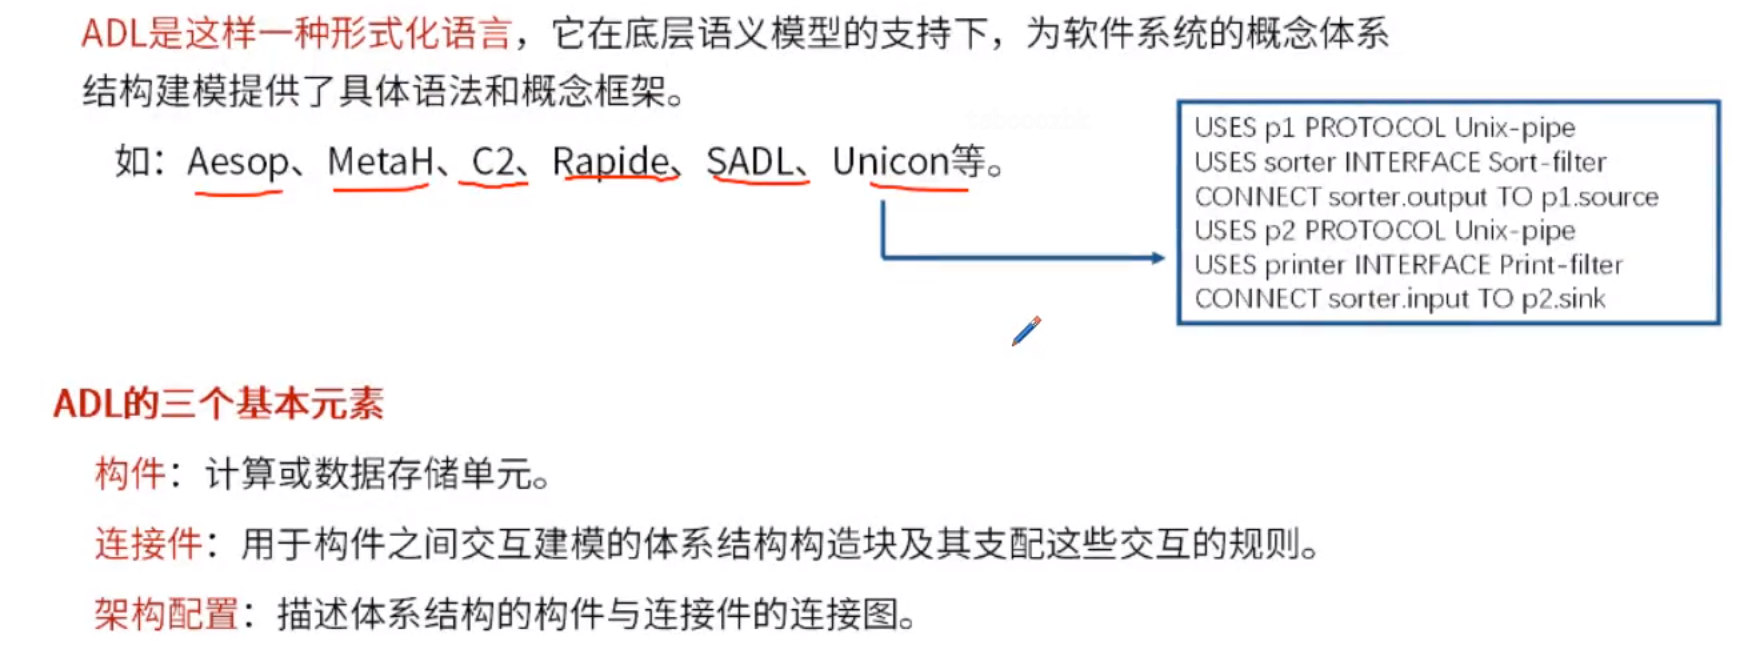 ADL是这样一种形式化语言，它在底层语义模型的支持下，为软件系统的概念体系
结构建模提供了具体语法和概念框架。
如：Aesop、MetaH、C2、Rapide、SADL、Unicon等。
USES p1 PROTOCOL Unix-pipe
USES sorter INTERFACE Sort-filter
CONNECT sorter.output TO p1.source
USES p2 PROTOCOL Unix-pipe
USES printer INTERFACE Print-filter
CONNECT sorter.input TO p2.sink
ADL的三个基本元素
构件：计算或数据存储单元。
连接件：用于构件之间交互建模的体系结构构造块及其支配这些交互的规则。
架构配置：描述体系结构的构件与连接件的连接图。